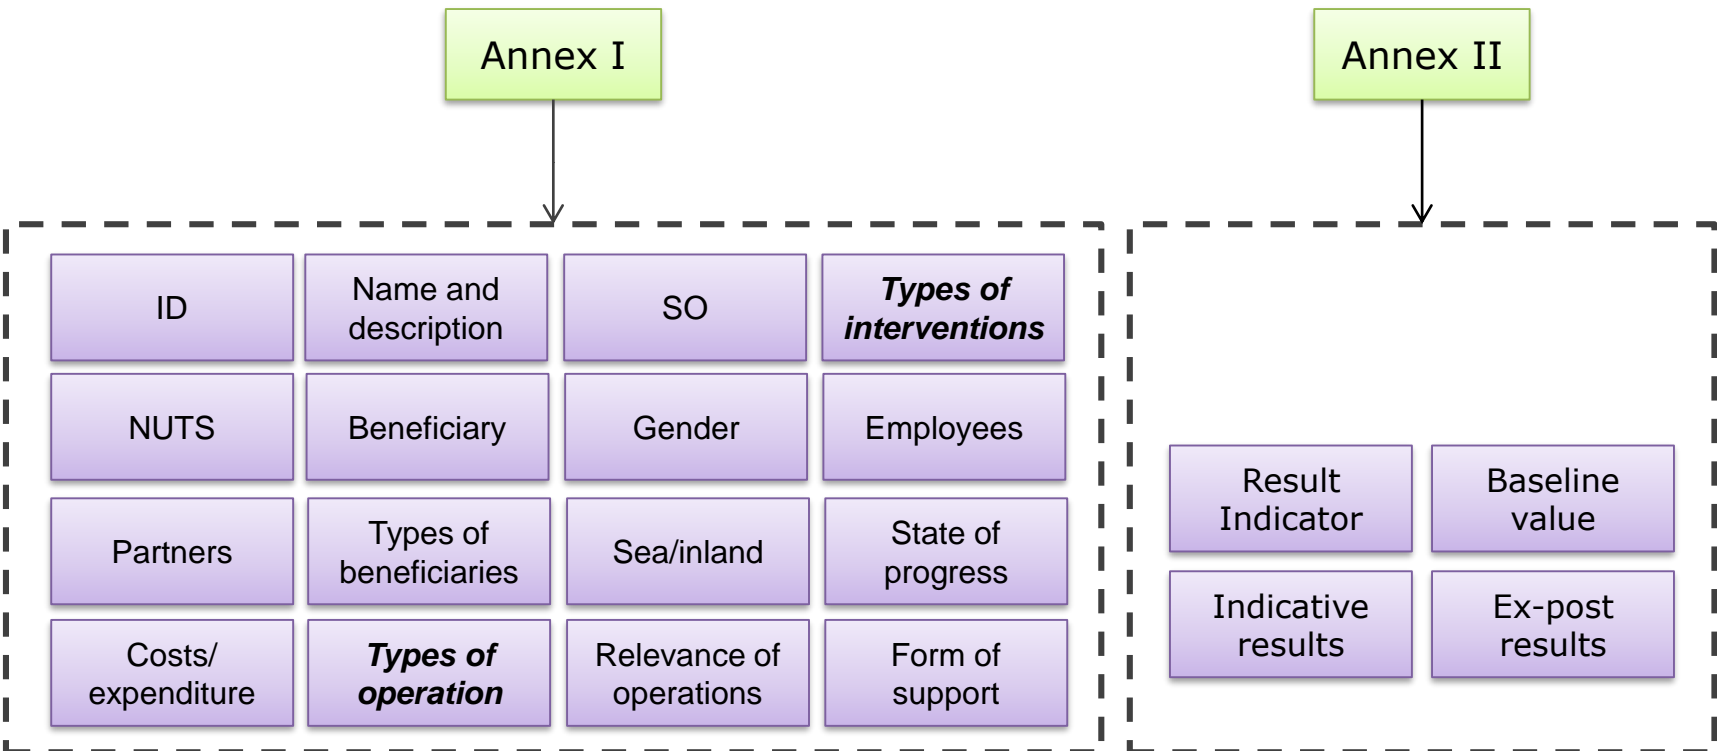 Annex I
Annex II
ID
Name and
description
SO
Types of
interventions
NUTS
Beneficiary
Gender
Employees
Partners
Types of
beneficiaries
Sea/inland
State of
progress
Costs/
expenditure
Types of
operation
Relevance of
operations
Form of
support
Result
Indicator
Baseline
value
Indicative
results
Ex-post
results